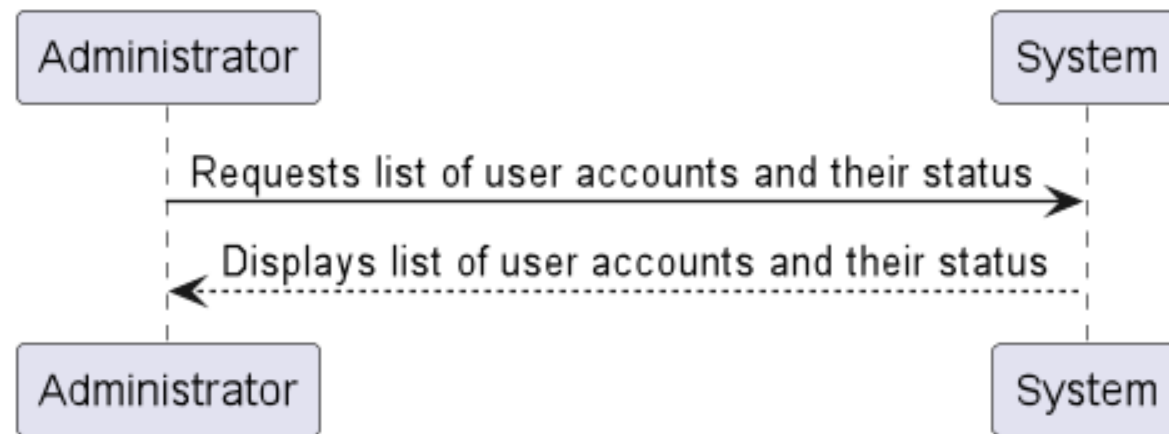 Administrator
System
Requests list of user accounts and their status
Displays list of user accounts and their status
Administrator
System